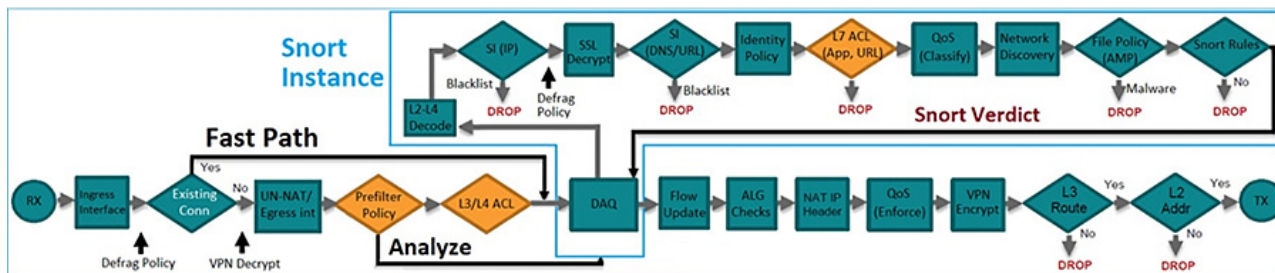 Snort
Instance
SI (IP)
SSL
Decrypt
SI
(DNS/URL)
Identity
Policy
L7 ACL
(App, URL)
QoS
(Classify)
Network
Discovery
File Policy
(AMP)
Snort Rules
Blacklist
DROP
Defrag
Policy
Blacklist
DROP
DROP
Malware
DROP
No
DROP
L2-L4
Decode
Snort Verdict
Fast Path
Yes
RX
Ingress
Interface
Existing
Conn
No
UN-NAT/
Egress int
Prefilter
Policy
L3/L4 ACL
DAQ
Flow
Update
ALG
Checks
NAT IP
Header
QoS
(Enforce)
VPN
Encrypt
L3
Route
Yes
L2
Addr
Yes
TX
Defrag Policy
VPN Decrypt
Analyze
No
DROP
No
DROP